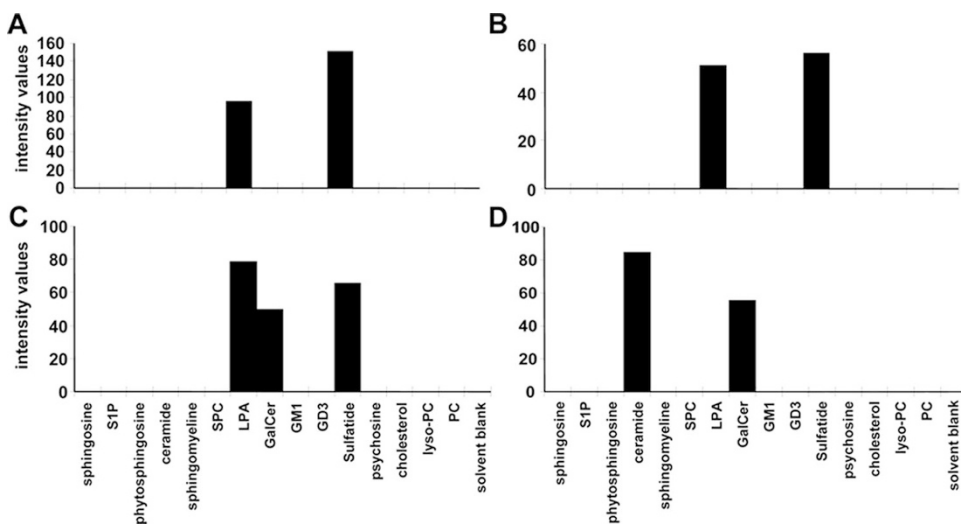 A
intensity values
160
140
120
100
80
60
40
20
0
B
60
40
20
0
C
intensity values
100
80
60
40
20
0
sphingosine
S1P
phytosphingosine
ceramide
sphingomyeline
SPC
LPA
GalCer
GM1
GD3
Sulfatide
psychosine
cholesterol
lyso-PC
PC
solvent blank
D
100
80
60
40
20
0
sphingosine
S1P
phytosphingosine
ceramide
sphingomyeline
SPC
LPA
GalCer
GM1
GD3
Sulfatide
psychosine
cholesterol
lyso-PC
PC
solvent blank